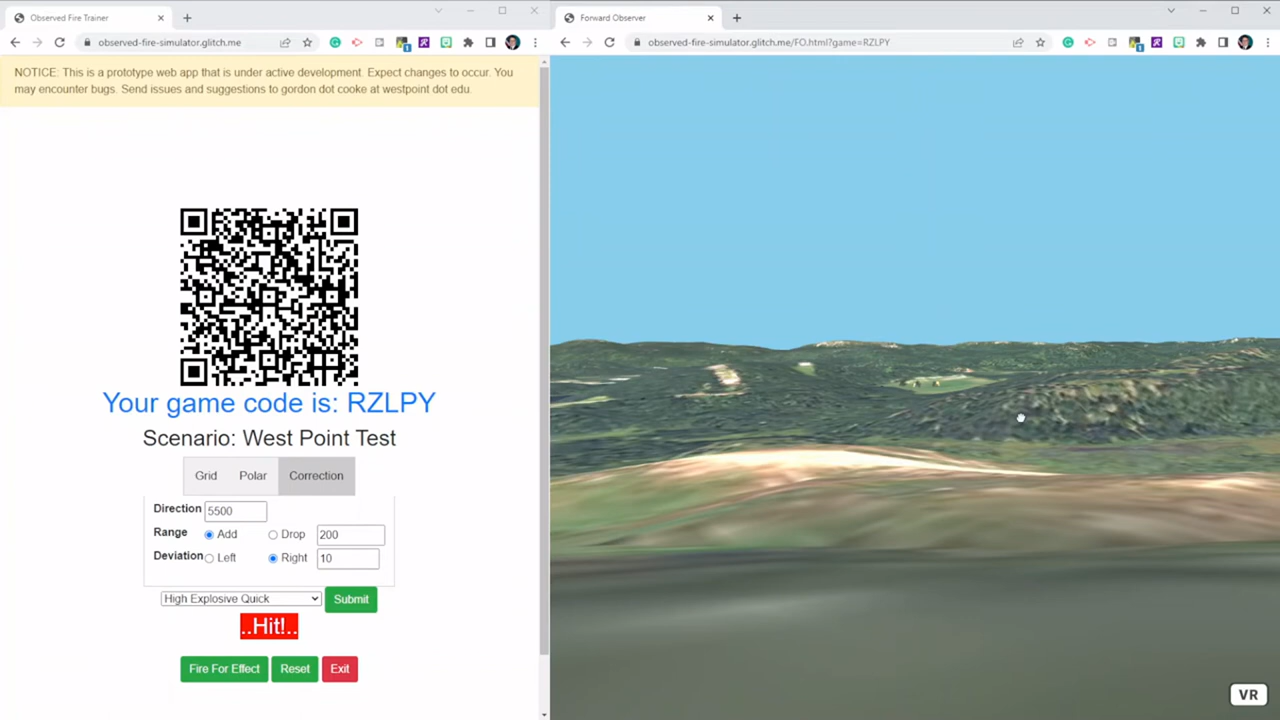 Observed Fire Trainer
Forward Observer
observed-fire-simulator.glitch.me
observed-fire-simulator.glitch.me/FO.html?game=RZLPY
NOTICE: This is a prototype web app that is under active development. Expect changes to occur. You
may encounter bugs. Send issues and suggestions to gordon dot cooke at westpoint dot edu.
Your game code is: RZLPY
Scenario: West Point Test
Grid Polar Correction
Direction 5500
Range Add Drop 200
Deviation Left Right 10
High Explosive Quick Submit
..Hit!..
Fire For Effect Reset Exit
VR